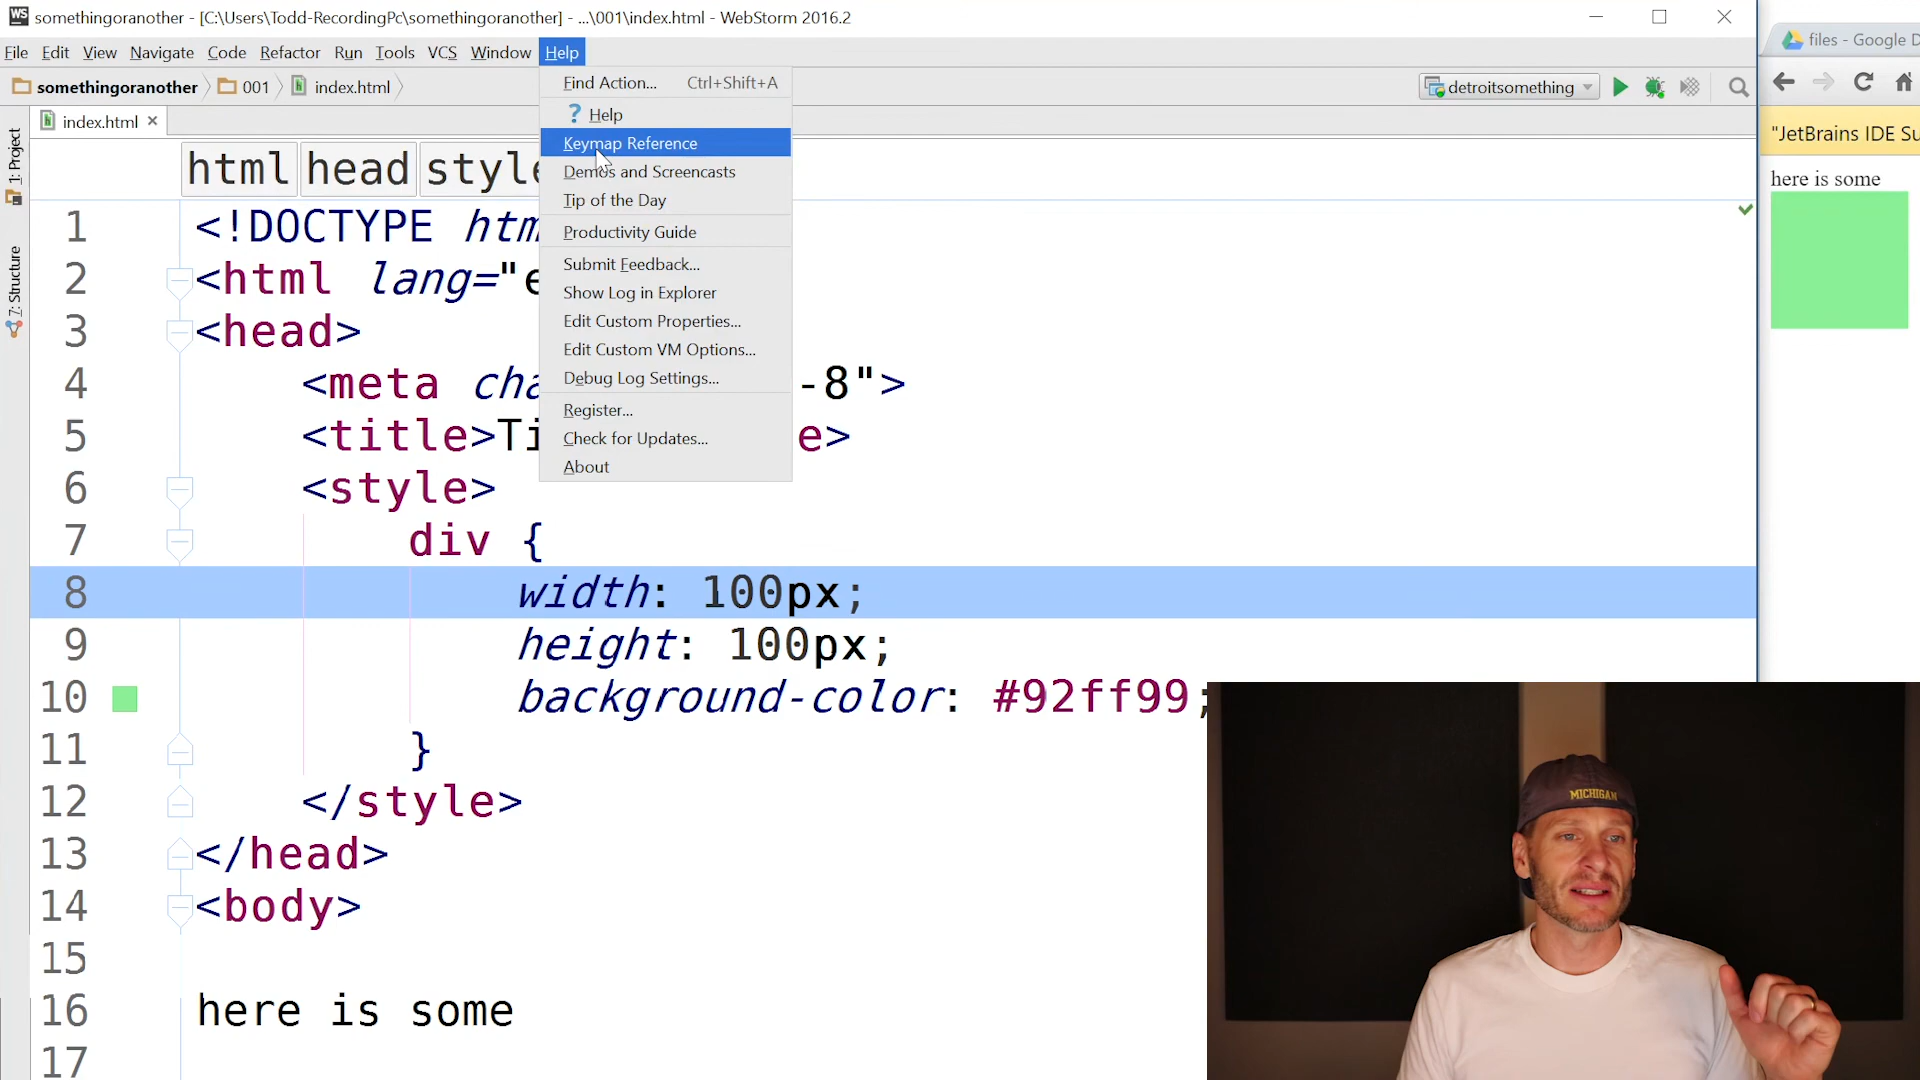 WS somethingoranother - [C:\Users\Todd-RecordingPc\somethingoranother] - ...\001\index.html - WebStorm 2016.2
files - Google D
File Edit View Navigate Code Refactor Run Tools VCS Window Help
somethingoranother 001 index.html
detroitsomething
Find Action... Ctrl+Shift+A
? Help
Keymap Reference
Demos and Screencasts
Tip of the Day
Productivity Guide
Submit Feedback...
Show Log in Explorer
Edit Custom Properties...
Edit Custom VM Options...
Debug Log Settings...
Register...
Check for Updates...
About
index.html
1: Project
7: Structure
html head style
1 <!DOCTYPE htm
2 <html lang="e
3 <head>
4 <meta cha -8">
5 <title>Ti e>
6 <style>
7 div {
8 width: 100px;
9 height: 100px;
10 background-color: #92ff99;
11 }
12 </style>
13 </head>
14 <body>
15
16 here is some
17
"JetBrains IDE Su
here is some
MICHIGAN